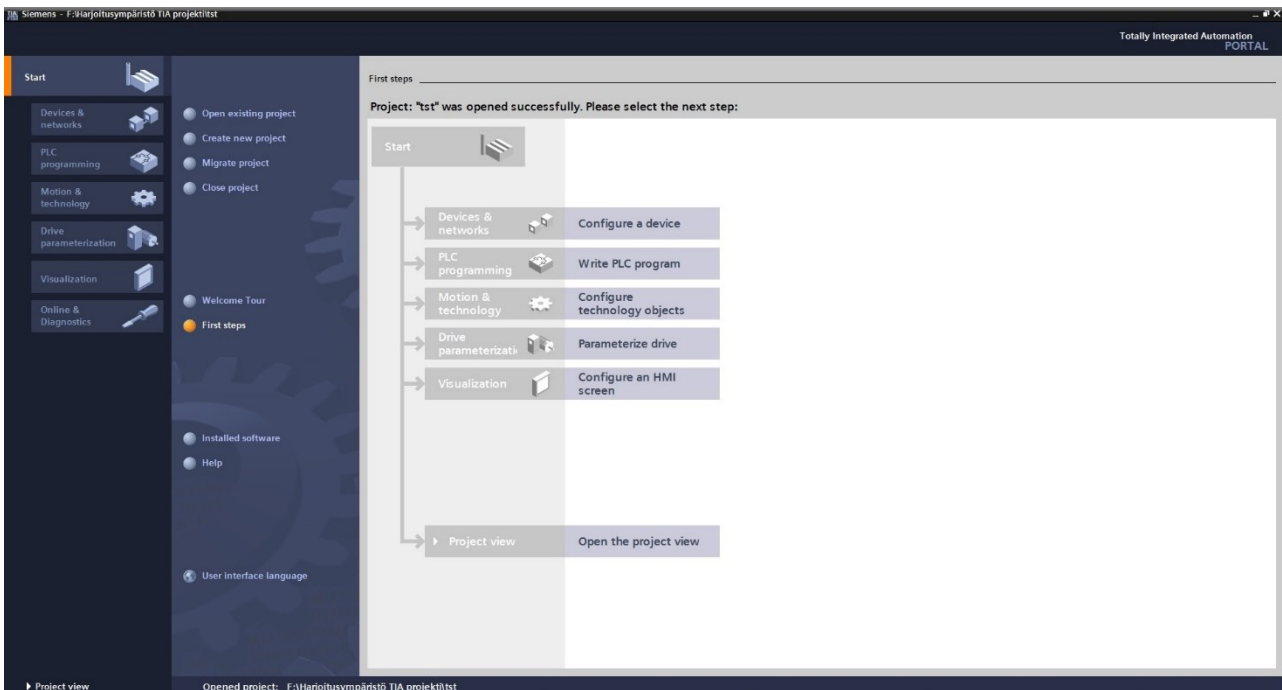 Siemens - F:\Harjoitusympäristö TIA projekti\tst
Totally Integrated Automation
PORTAL
Start
Devices &
networks
PLC
programming
Motion &
technology
Drive
parameterization
Visualization
Online &
Diagnostics
Open existing project
Create new project
Migrate project
Close project
Welcome Tour
First steps
Installed software
Help
User interface language
First steps
Project: "tst" was opened successfully. Please select the next step:
Start
Devices &
networks
Configure a device
PLC
programming
Write PLC program
Motion &
technology
Configure
technology objects
Drive
parameterizati
Parameterize drive
Visualization
Configure an HMI
screen
Project view
Open the project view
Project view
Opened project: F:\Harjoitusympäristö TIA projekti\tst